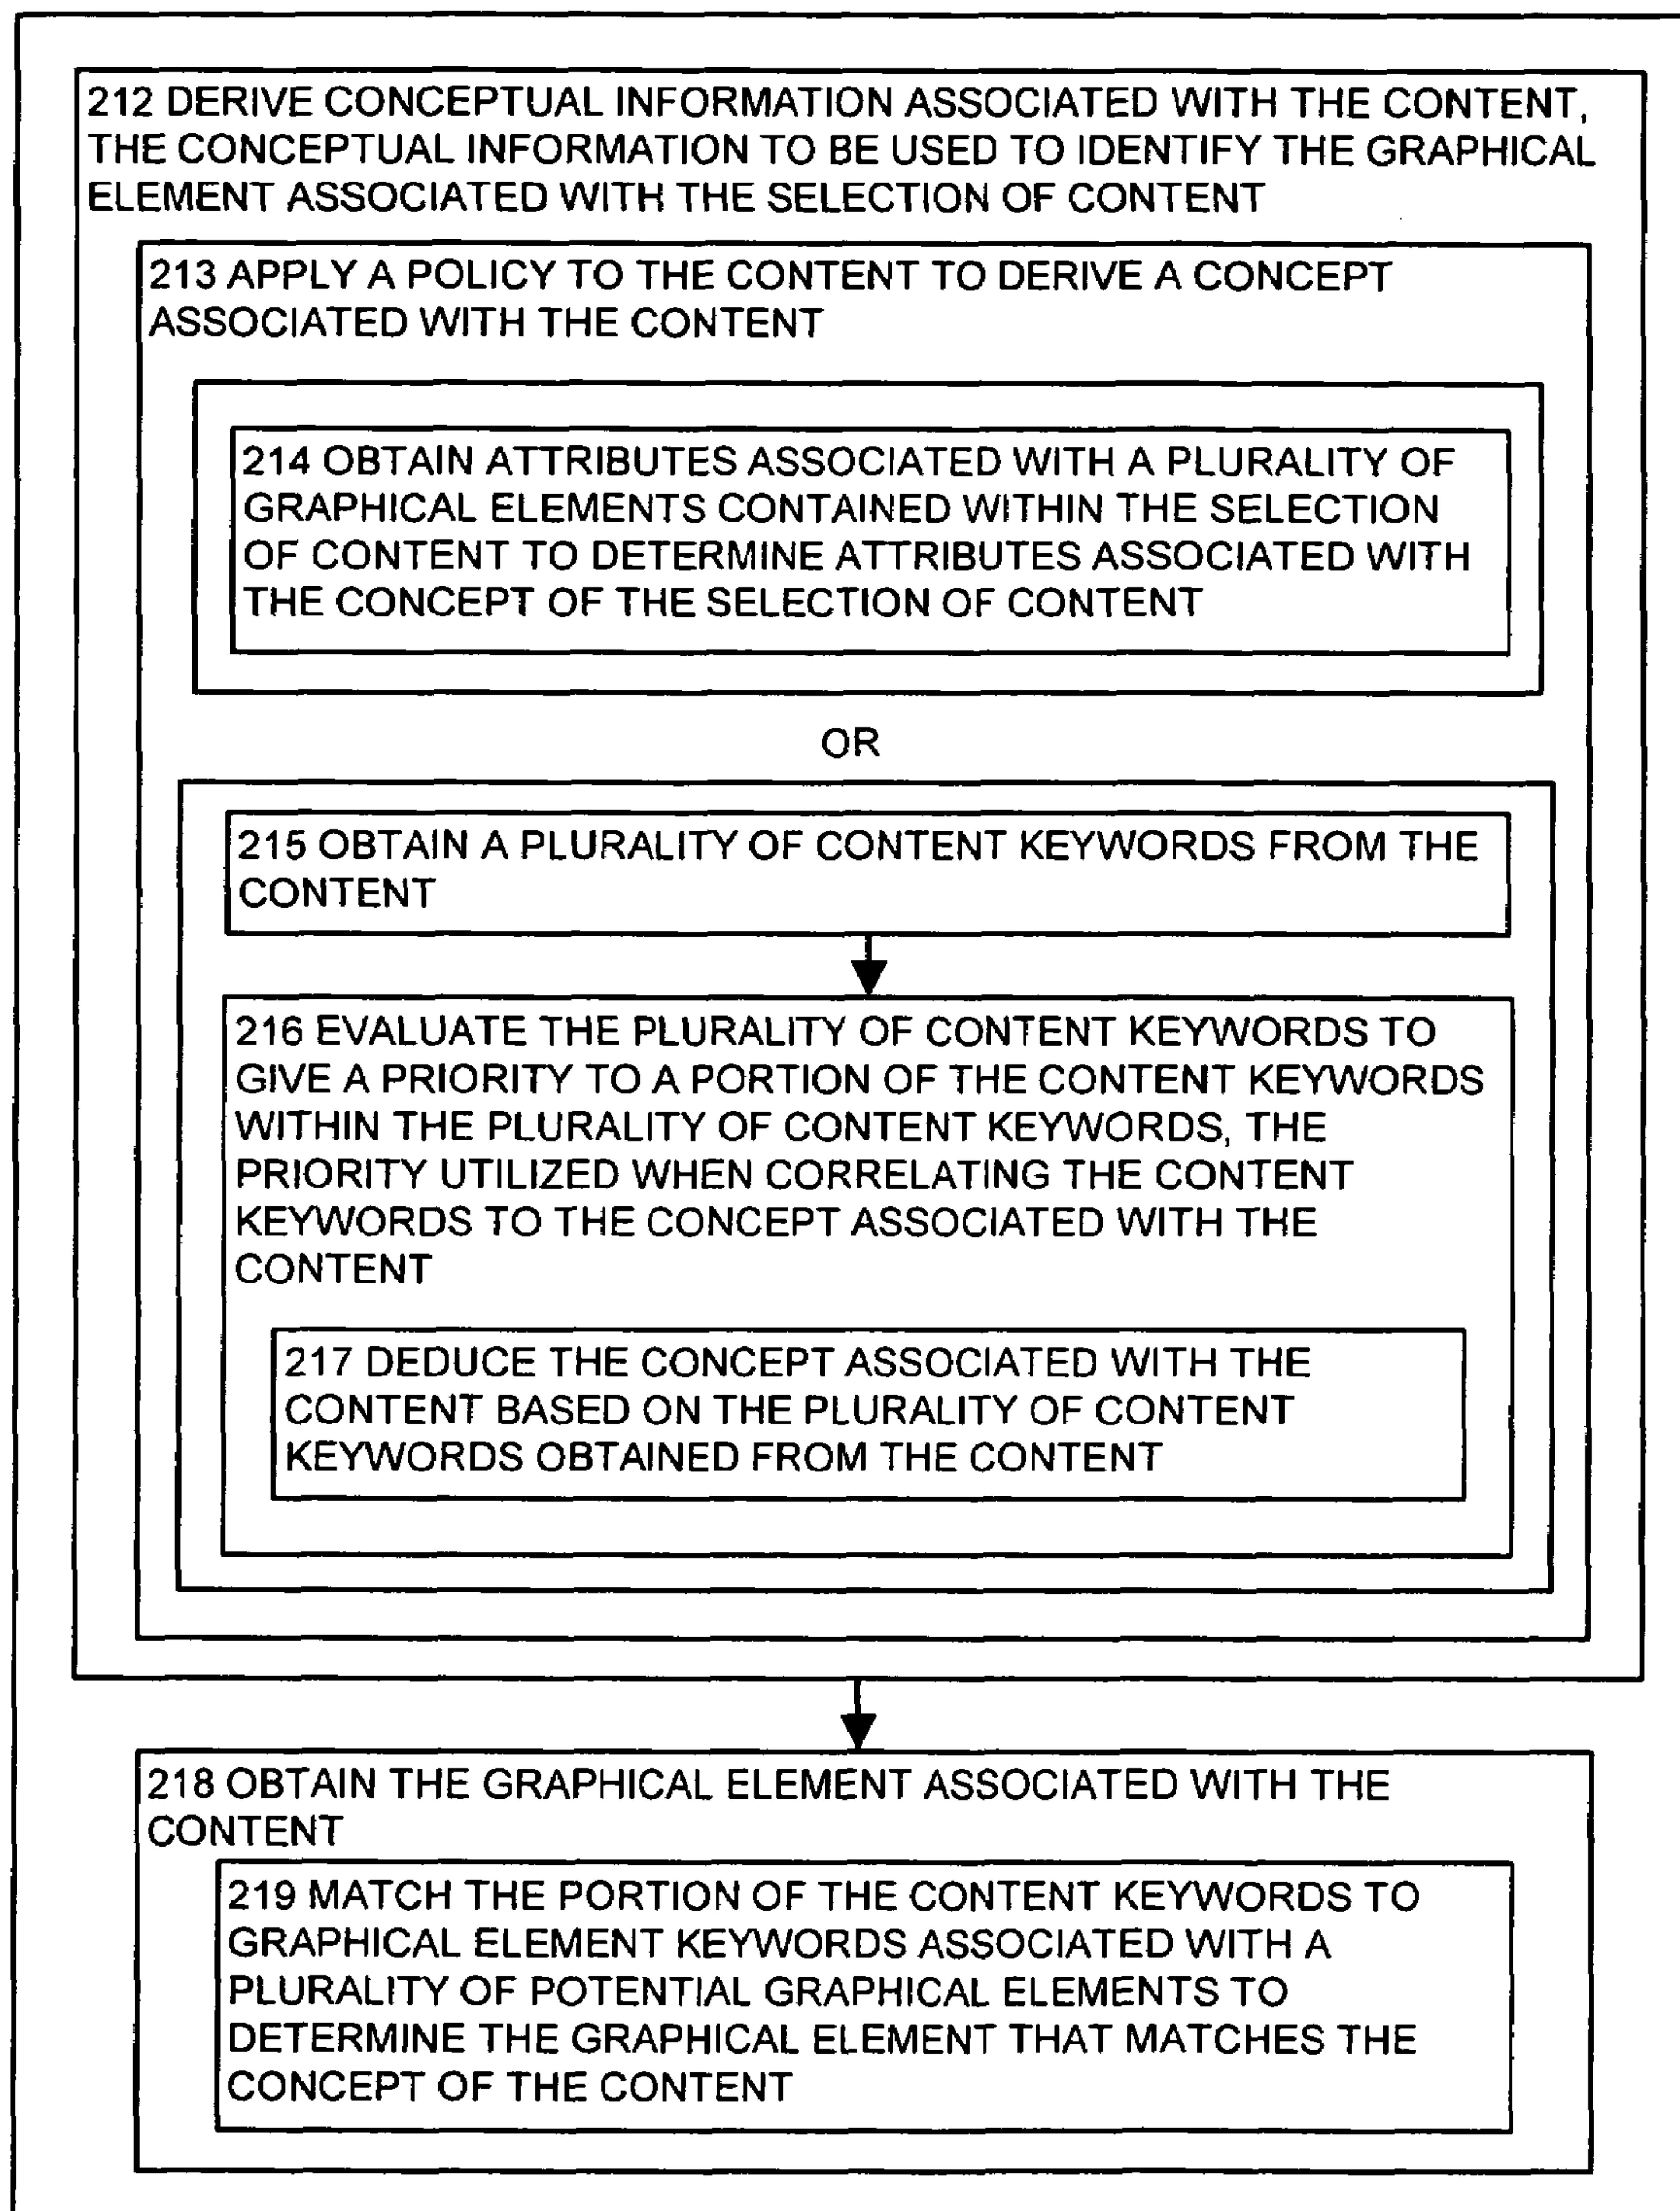 212 DERIVE CONCEPTUAL INFORMATION ASSOCIATED WITH THE CONTENT,
THE CONCEPTUAL INFORMATION TO BE USED TO IDENTIFY THE GRAPHICAL
ELEMENT ASSOCIATED WITH THE SELECTION OF CONTENT
213 APPLY A POLICY TO THE CONTENT TO DERIVE A CONCEPT
ASSOCIATED WITH THE CONTENT
214 OBTAIN ATTRIBUTES ASSOCIATED WITH A PLURALITY OF
GRAPHICAL ELEMENTS CONTAINED WITHIN THE SELECTION
OF CONTENT TO DETERMINE ATTRIBUTES ASSOCIATED WITH
THE CONCEPT OF THE SELECTION OF CONTENT
OR
215 OBTAIN A PLURALITY OF CONTENT KEYWORDS FROM THE
CONTENT
216 EVALUATE THE PLURALITY OF CONTENT KEYWORDS TO
GIVE A PRIORITY TO A PORTION OF THE CONTENT KEYWORDS
WITHIN THE PLURALITY OF CONTENT KEYWORDS, THE
PRIORITY UTILIZED WHEN CORRELATING THE CONTENT
KEYWORDS TO THE CONCEPT ASSOCIATED WITH THE
CONTENT
217 DEDUCE THE CONCEPT ASSOCIATED WITH THE
CONTENT BASED ON THE PLURALITY OF CONTENT
KEYWORDS OBTAINED FROM THE CONTENT
218 OBTAIN THE GRAPHICAL ELEMENT ASSOCIATED WITH THE
CONTENT
219 MATCH THE PORTION OF THE CONTENT KEYWORDS TO
GRAPHICAL ELEMENT KEYWORDS ASSOCIATED WITH A
PLURALITY OF POTENTIAL GRAPHICAL ELEMENTS TO
DETERMINE THE GRAPHICAL ELEMENT THAT MATCHES THE
CONCEPT OF THE CONTENT